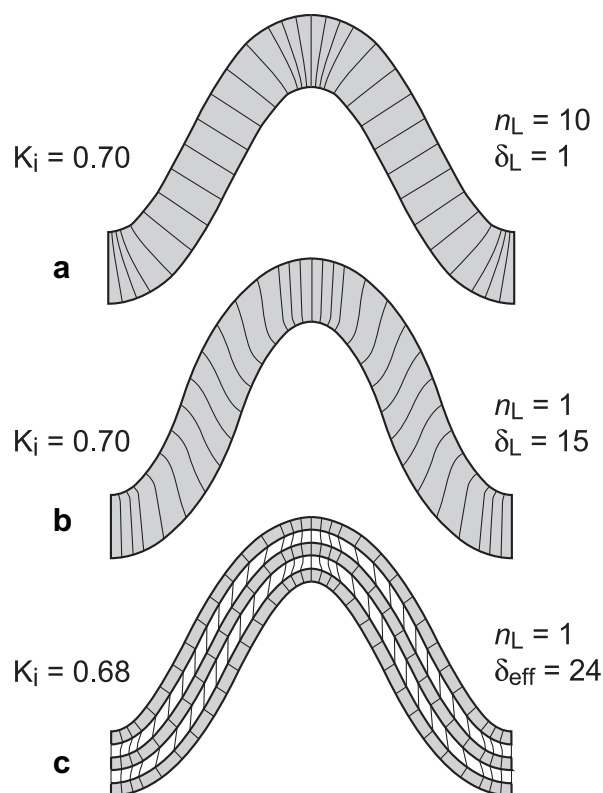 Kᵢ = 0.70
n_L = 10
δ_L = 1
a
Kᵢ = 0.70
n_L = 1
δ_L = 15
b
Kᵢ = 0.68
n_L = 1
δ_eff = 24
c